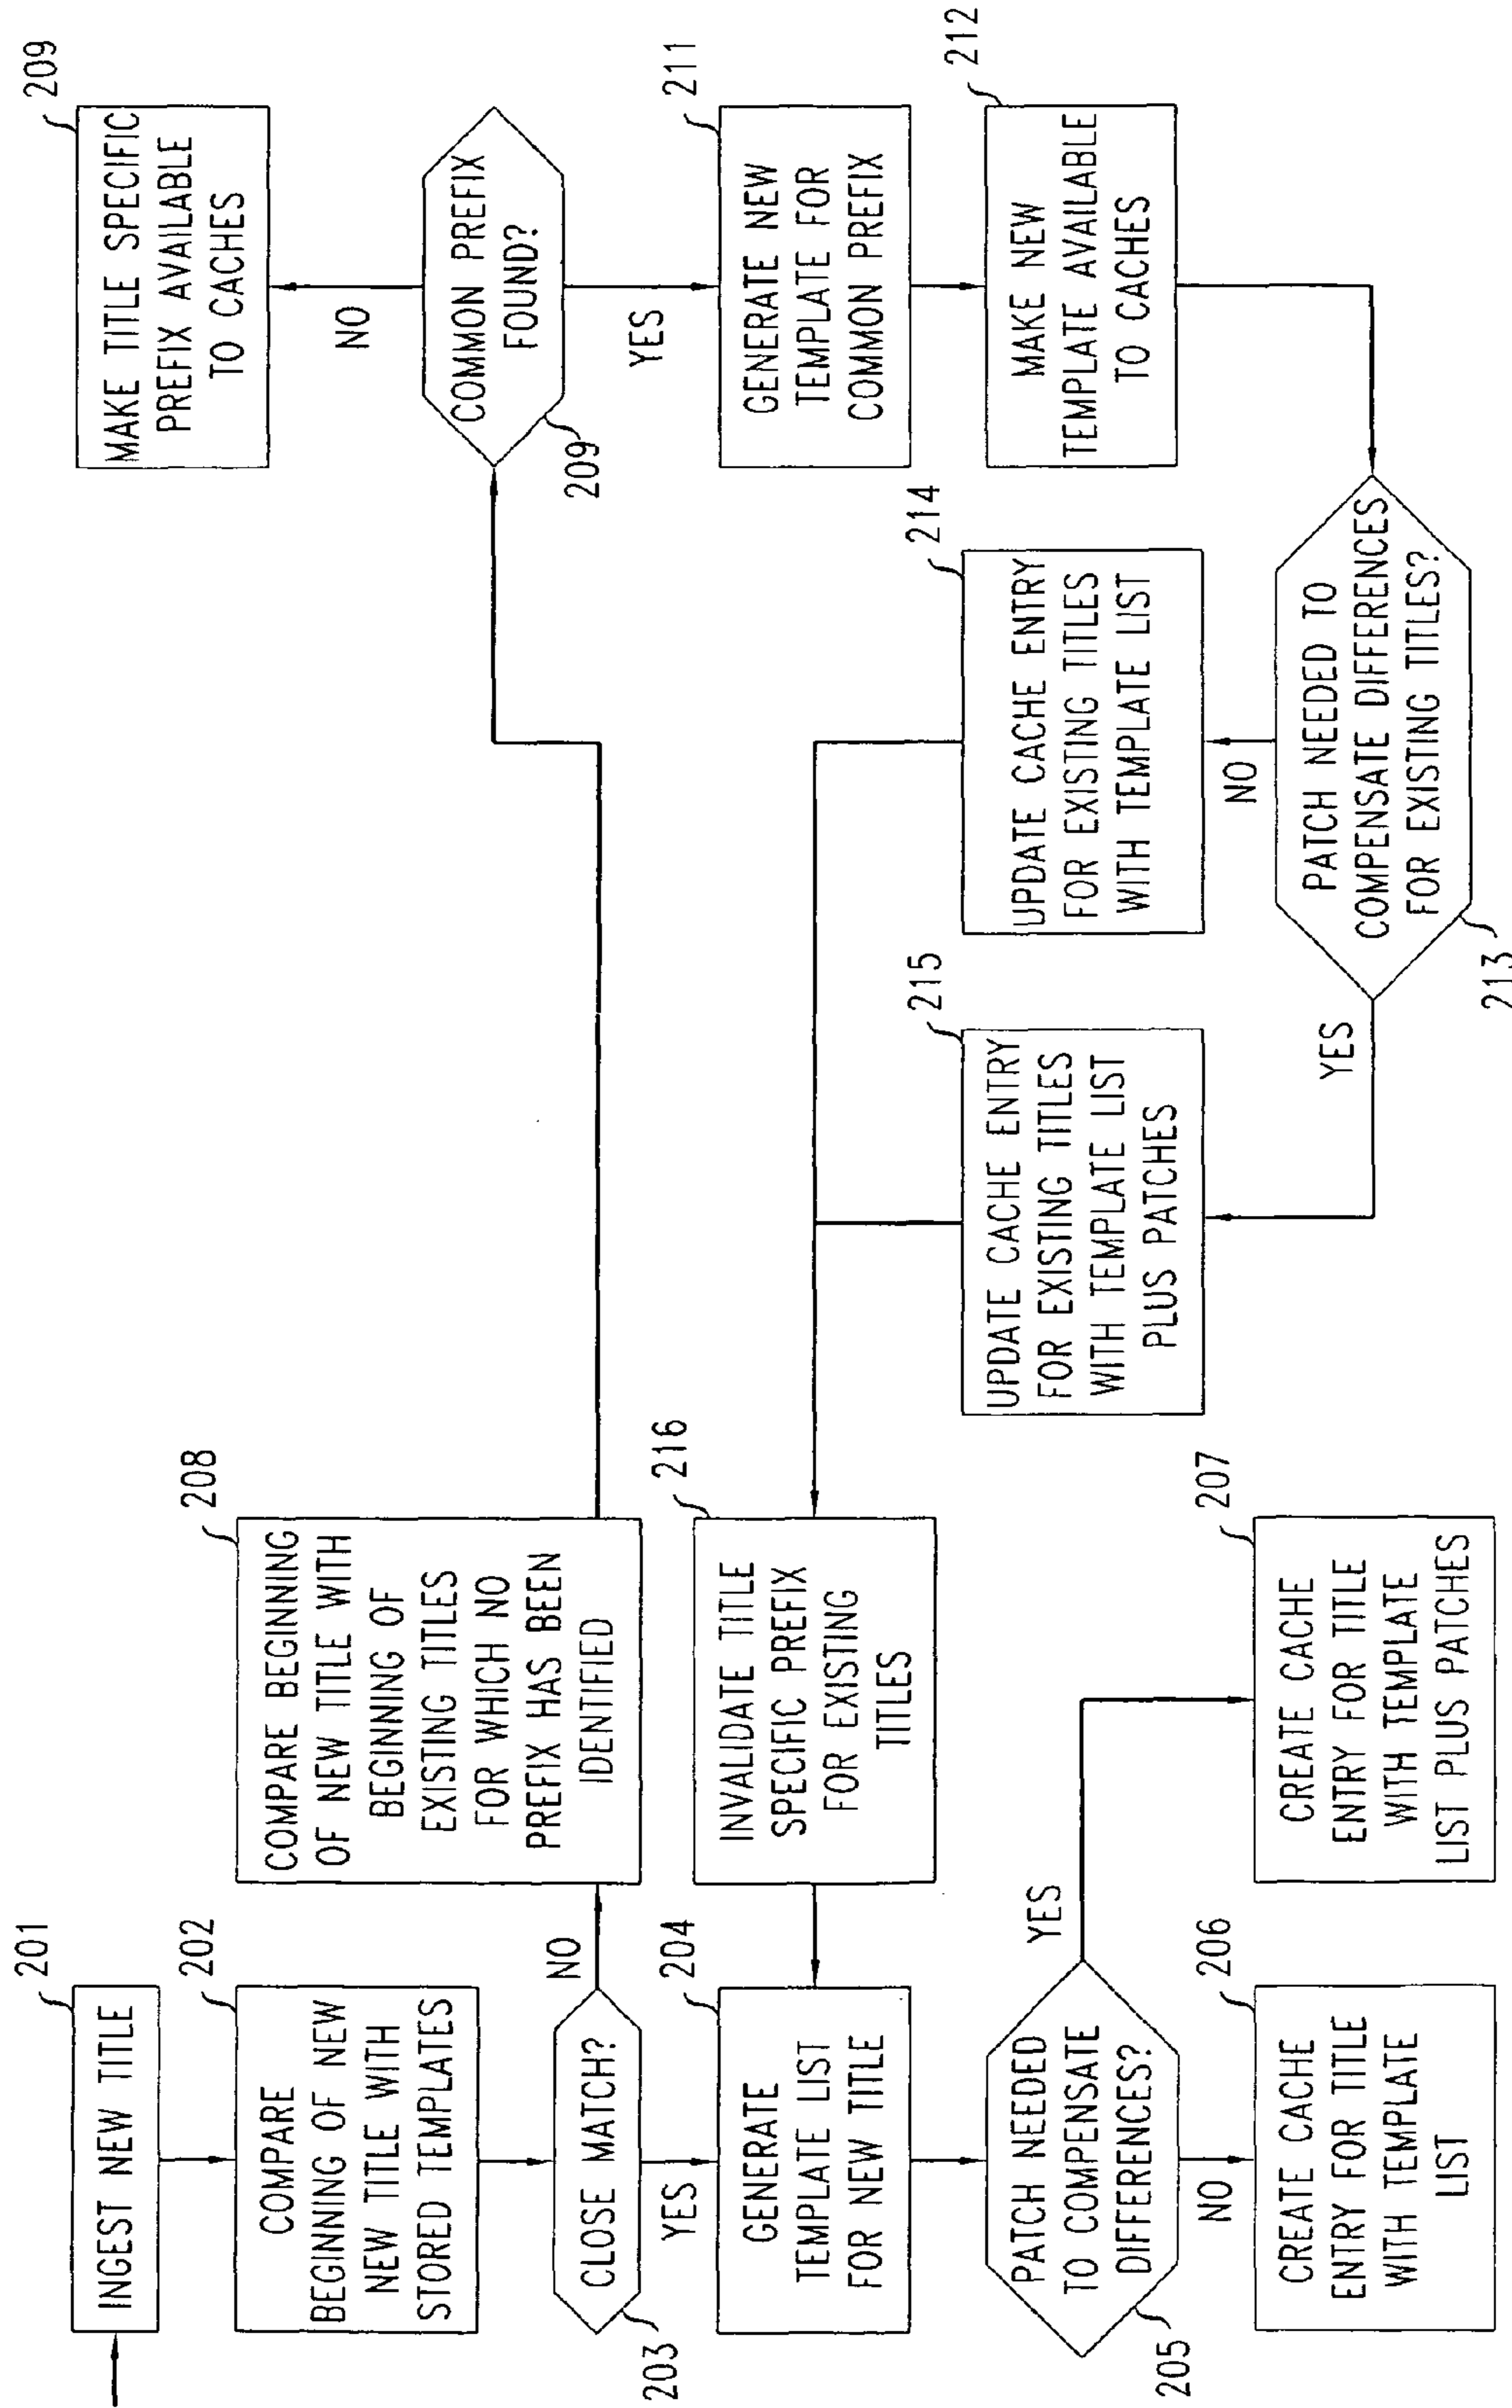 201
INGEST NEW TITLE
202
COMPARE
BEGINNING OF NEW
NEW TITLE WITH
STORED TEMPLATES
203
CLOSE MATCH?
NO
YES
204
GENERATE
TEMPLATE LIST
FOR NEW TITLE
205
PATCH NEEDED
TO COMPENSATE
DIFFERENCES?
YES
NO
206
CREATE CACHE
ENTRY FOR TITLE
WITH TEMPLATE
LIST
207
CREATE CACHE
ENTRY FOR TITLE
WITH TEMPLATE
LIST PLUS PATCHES
208
COMPARE BEGINNING
OF NEW TITLE WITH
BEGINNING OF
EXISTING TITLES
FOR WHICH NO
PREFIX HAS BEEN
IDENTIFIED
216
INVALIDATE TITLE
SPECIFIC PREFIX
FOR EXISTING
TITLES
215
UPDATE CACHE ENTRY
FOR EXISTING TITLES
WITH TEMPLATE LIST
PLUS PATCHES
214
UPDATE CACHE ENTRY
FOR EXISTING TITLES
WITH TEMPLATE LIST
YES
NO
PATCH NEEDED TO
COMPENSATE DIFFERENCES
FOR EXISTING TITLES?
213
209
MAKE TITLE SPECIFIC
PREFIX AVAILABLE
TO CACHES
NO
COMMON PREFIX
FOUND?
209
YES
211
GENERATE NEW
TEMPLATE FOR
COMMON PREFIX
212
MAKE NEW
TEMPLATE AVAILABLE
TO CACHES